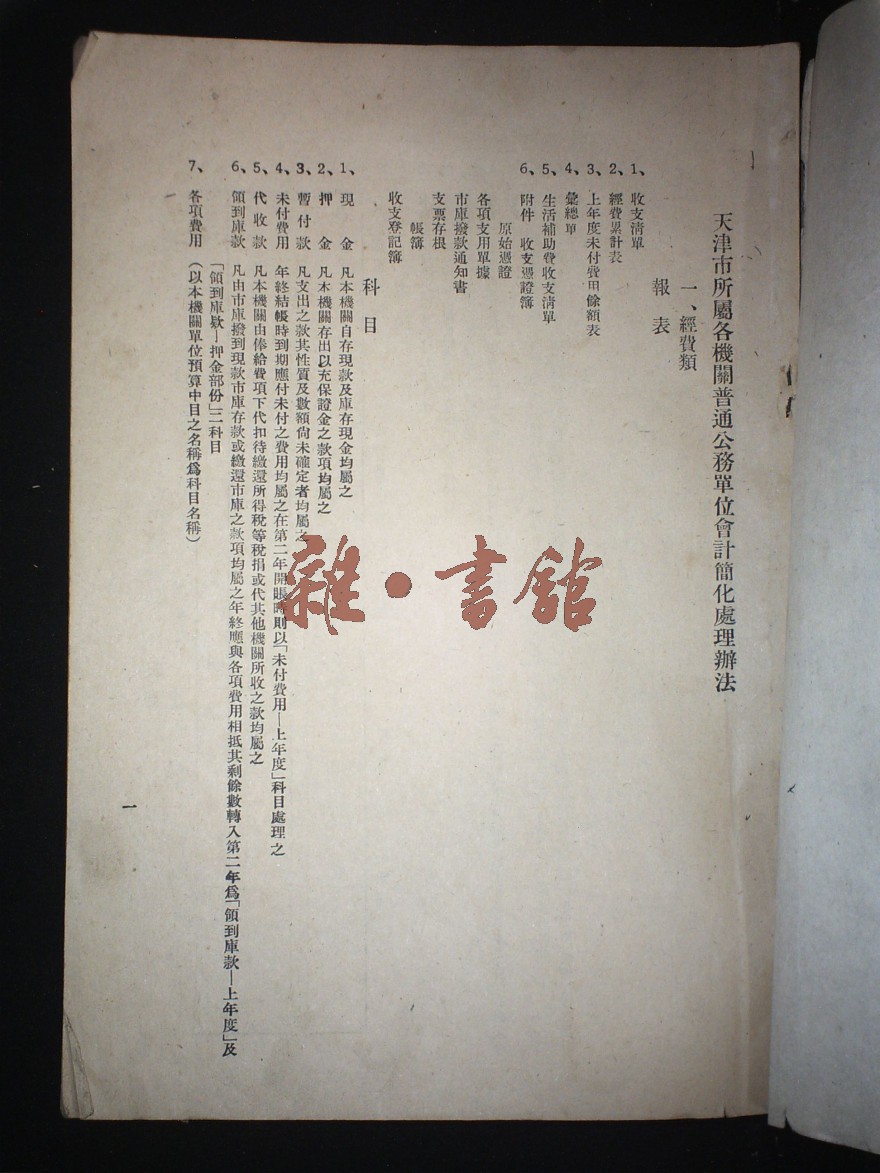 天津市所屬各機關普通公務單位會計簡化處理辦法
一、經費類
報表
1、收支清單
2、經費累計表
3、上年度未付費用餘額表
4、彙總單
5、生活補助費收支清單
6、附件 收支憑證簿
原始憑證
各項支用單據
市庫撥款通知書
支票存根
帳簿
收支登記簿
科目
1、現金 凡本機關自存現款及庫存現金均屬之
2、押金 凡本機關存出以充保證金之款項均屬之
3、暫付款 凡支出之款其性質及數額尚未確定者均屬之
4、未付費用 年終結帳時到期應付未付之費用均屬之在第二年開賬時則以「未付費用—上年度」科目處理之
5、代收款 凡本機關由俸給費項下代扣待繳還所得稅等稅捐或代其他機關所收之款均屬之
6、領到庫款 凡由市庫撥到現款市庫存款或繳還市庫之款項均屬之年終應與各項費用相抵其剩餘數轉入第二年爲「領到庫款—上年度」及
「領到庫款—押金部份」二科目
7、各項費用（以本機關單位預算中目之名稱爲科目名稱）
一
雜·書館